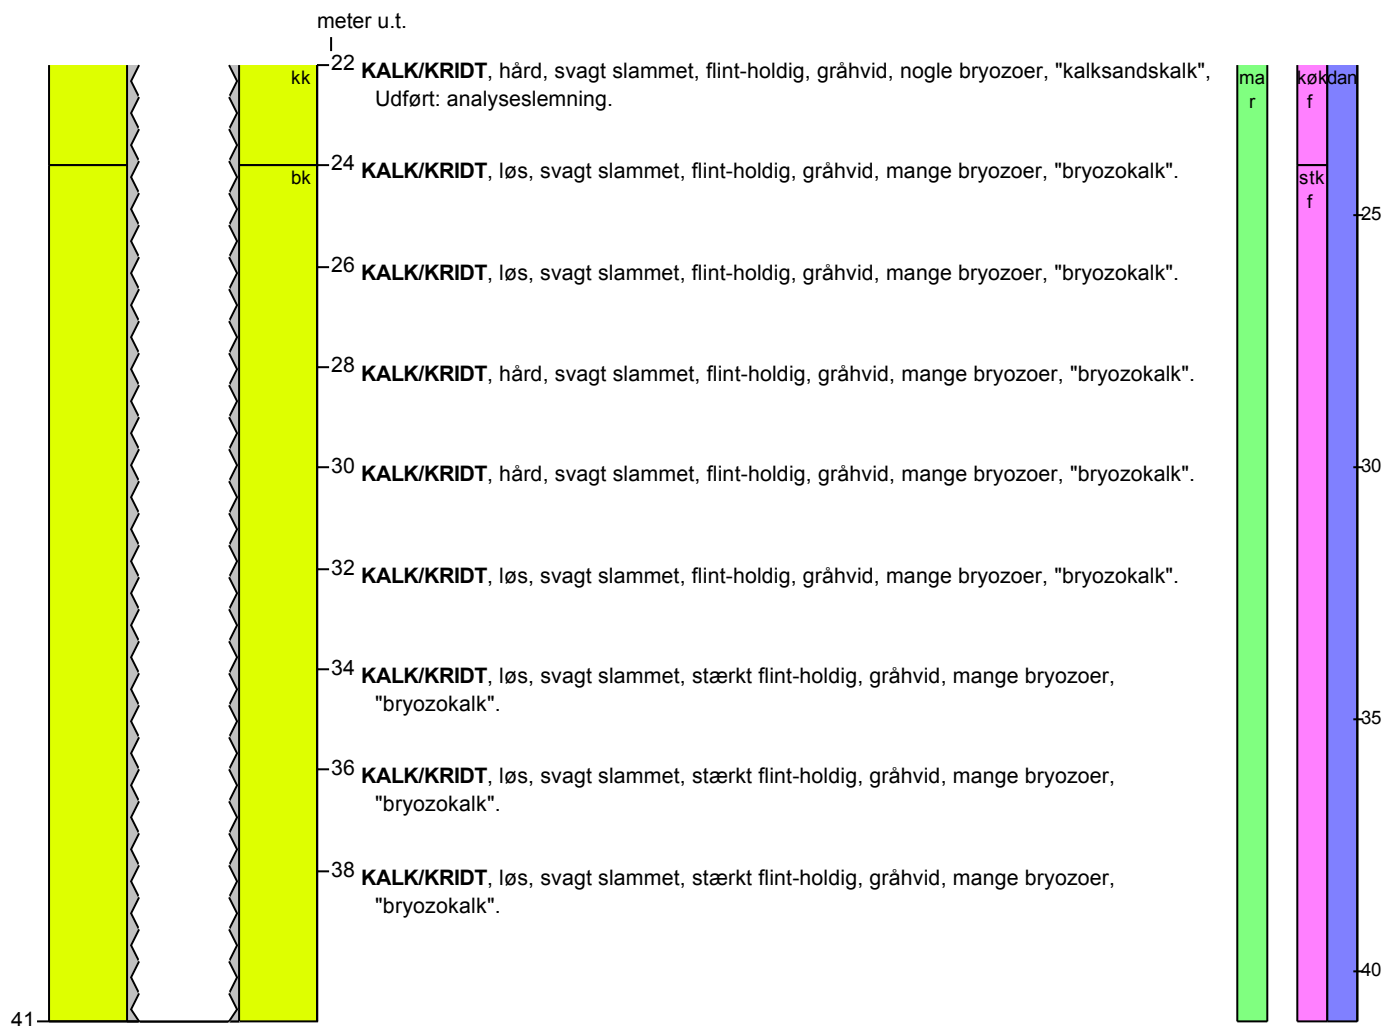 meter u.t.
22 KALK/KRIDT, hård, svagt slammet, flint-holdig, gråhvid, nogle bryozoer, "kalksandskalk",
Udført: analyseslemning.
kk
ma
r
køk
f
dan
24 KALK/KRIDT, løs, svagt slammet, flint-holdig, gråhvid, mange bryozoer, "bryozokalk".
bk
stk
f
25
26 KALK/KRIDT, løs, svagt slammet, flint-holdig, gråhvid, mange bryozoer, "bryozokalk".
28 KALK/KRIDT, hård, svagt slammet, flint-holdig, gråhvid, mange bryozoer, "bryozokalk".
30 KALK/KRIDT, hård, svagt slammet, flint-holdig, gråhvid, mange bryozoer, "bryozokalk".
30
32 KALK/KRIDT, løs, svagt slammet, flint-holdig, gråhvid, mange bryozoer, "bryozokalk".
34 KALK/KRIDT, løs, svagt slammet, stærkt flint-holdig, gråhvid, mange bryozoer,
"bryozokalk".
35
36 KALK/KRIDT, løs, svagt slammet, stærkt flint-holdig, gråhvid, mange bryozoer,
"bryozokalk".
38 KALK/KRIDT, løs, svagt slammet, stærkt flint-holdig, gråhvid, mange bryozoer,
"bryozokalk".
40
41